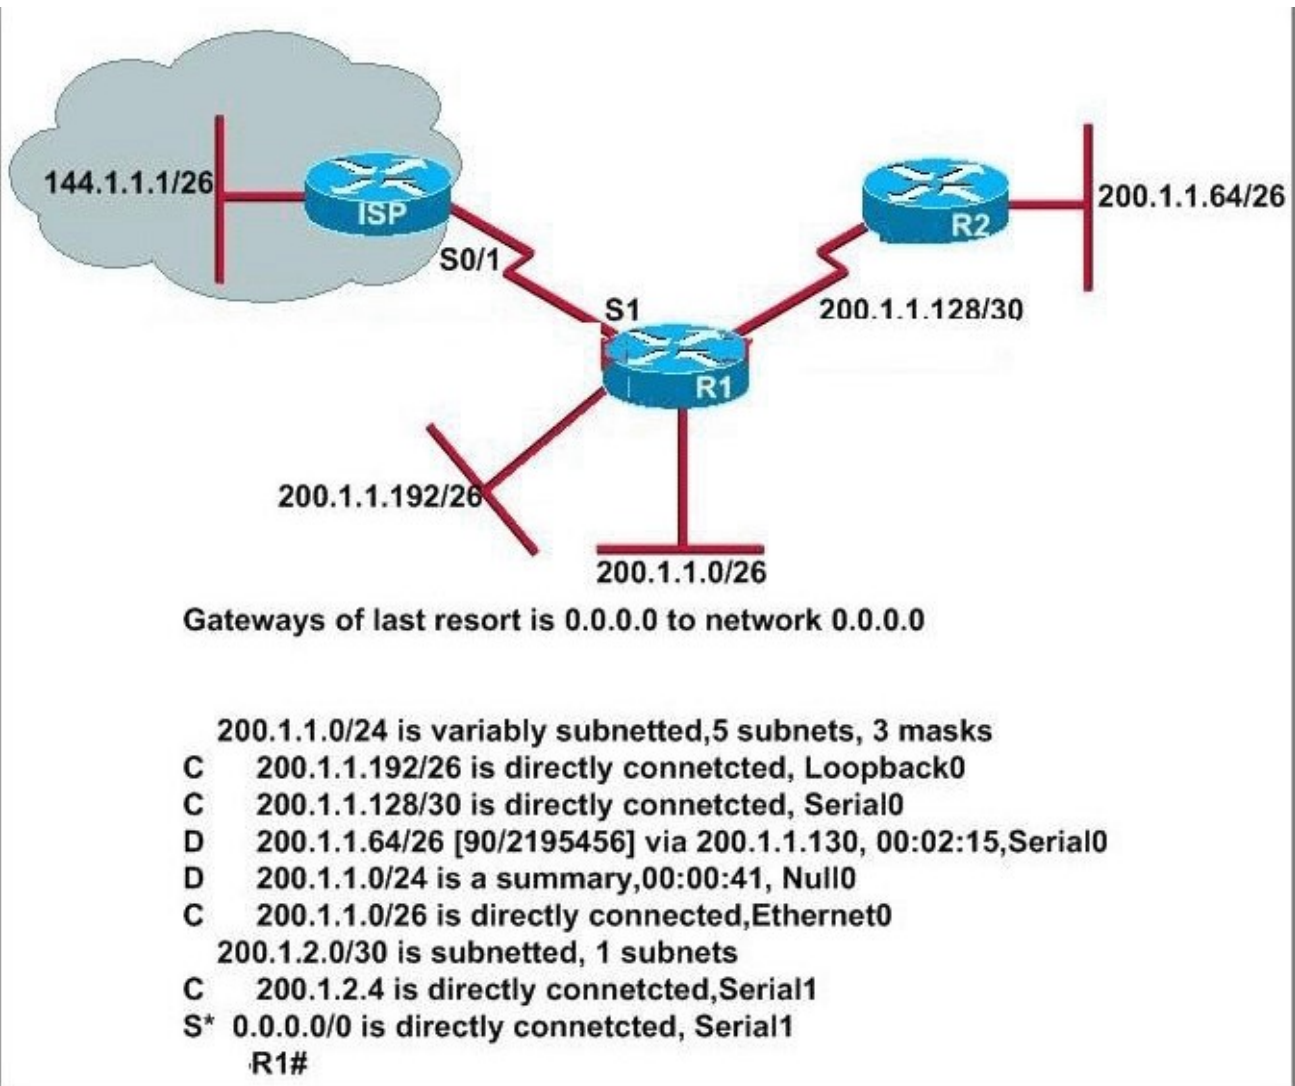 144.1.1.1/26
ISP
S0/1
R2
200.1.1.64/26
200.1.1.128/30
S1
R1
200.1.1.192/26
200.1.1.0/26
Gateways of last resort is 0.0.0.0 to network 0.0.0.0
200.1.1.0/24 is variably subnetted,5 subnets, 3 masks
C 200.1.1.192/26 is directly connetcted, Loopback0
C 200.1.1.128/30 is directly connetcted, Serial0
D 200.1.1.64/26 [90/2195456] via 200.1.1.130, 00:02:15,Serial0
D 200.1.1.0/24 is a summary,00:00:41, Null0
C 200.1.1.0/26 is directly connected,Ethernet0
200.1.2.0/30 is subnetted, 1 subnets
C 200.1.2.4 is directly connetcted,Serial1
S* 0.0.0.0/0 is directly connetcted, Serial1
R1#